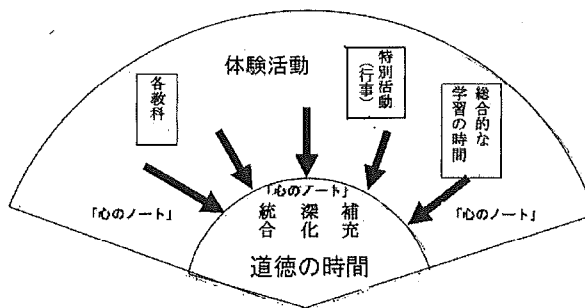 体験活動
各教科
特別活動
(行事)
総合的な
学習の時間
「心のノート」
「心のノート」
「心のノート」
補充
深化
統合
道徳の時間